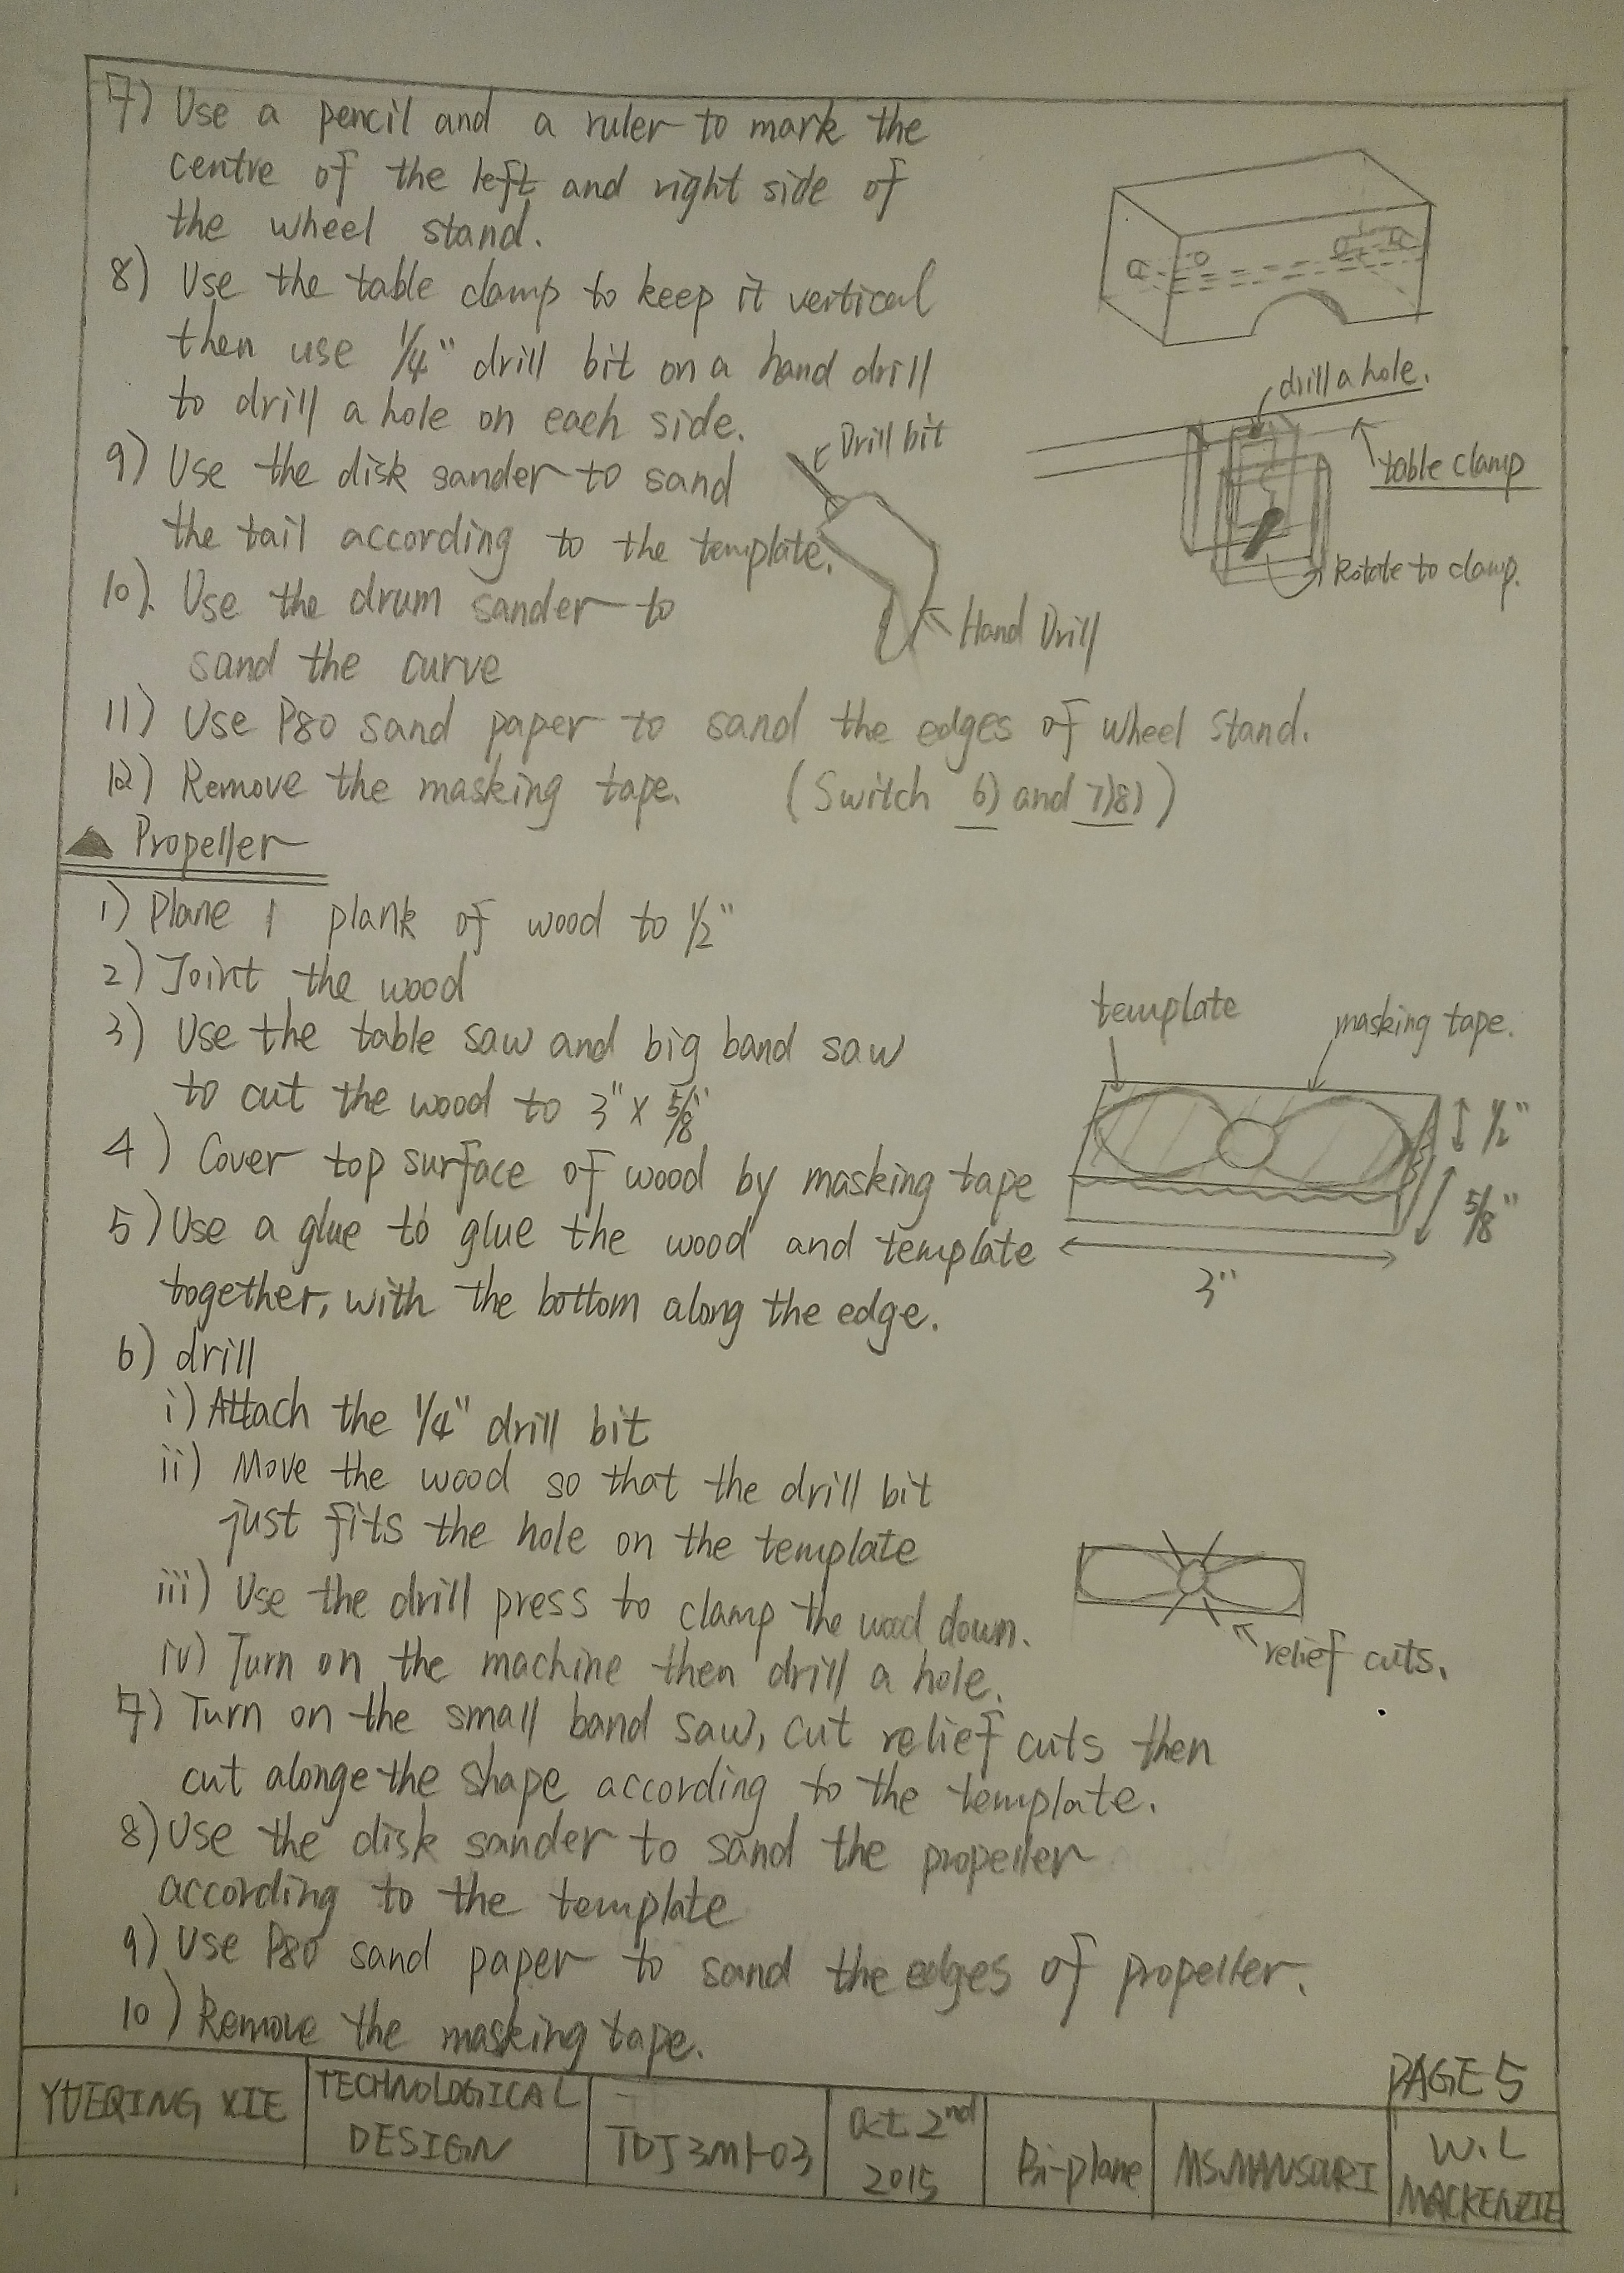 7) Use a pencil and a ruler to mark the
centre of the left and right side of
the wheel stand.
8) Use the table clamp to keep it vertical
then use 1/4" drill bit on a hand drill
to drill a hole on each side.
9) Use the disk sander to sand
the tail according to the template.
10). Use the drum sander to
sand the curve
11) Use P80 sand paper to sand the edges of wheel stand.
12) Remove the masking tape. (Switch 6) and 7)8))
drill a hole.
table clamp
Rotate to clamp.
Drill bit
Hand Drill
▲ Propeller
1) Plane 1 plank of wood to 1/2"
2) Joint the wood
3) Use the table saw and big band saw
to cut the wood to 3" x 5/8"
4) Cover top surface of wood by masking tape
5) Use a glue to glue the wood and template
together, with the bottom along the edge.
template
masking tape.
1/2"
5/8"
3"
6) drill
i) Attach the 1/4" drill bit
ii) Move the wood so that the drill bit
just fits the hole on the template
iii) Use the drill press to clamp the wood down.
iv) Turn on the machine then drill a hole.
relief cuts.
7) Turn on the small band saw, cut relief cuts then
cut alonge the shape according to the template.
8) Use the disk sander to sand the propeller
according to the template
9) Use P80 sand paper to sand the edges of propeller.
10) Remove the masking tape.
PAGE 5
YUEQING XIE
TECHNOLOGICAL
DESIGN
TDJ3M1-03
Oct. 2nd
2015
Bi-plane
MS.MANSOURI
W.L
MACKENZIE